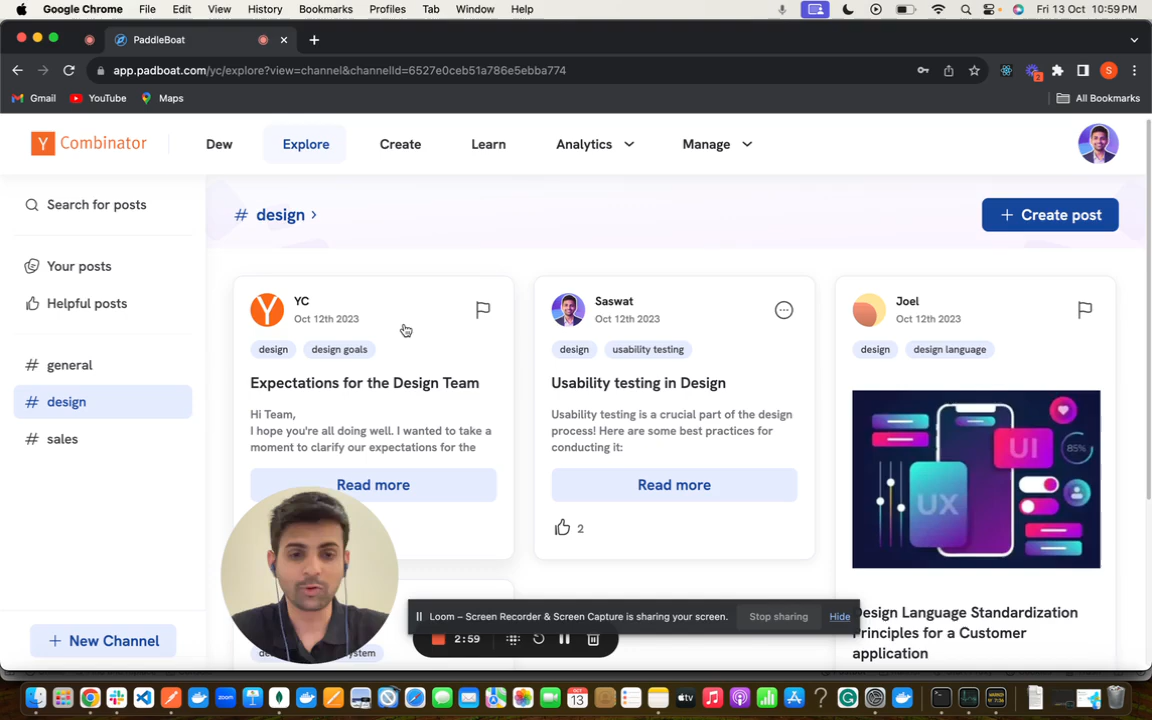 Google Chrome File Edit View History Bookmarks Profiles Tab Window Help Fri 13 Oct 10:59 PM
PaddleBoat
app.padboat.com/yc/explore?view=channel&channelId=6527e0ceb51a786e5ebba774
S
2
Gmail YouTube Maps All Bookmarks
Y Combinator Dew Explore Create Learn Analytics Manage
Search for posts
Your posts
Helpful posts
# general
# design
# sales
+ New Channel
# design ›
+ Create post
Y
YC
Oct 12th 2023
design design goals
Expectations for the Design Team
Hi Team,
I hope you're all doing well. I wanted to take a
moment to clarify our expectations for the
Read more
Saswat
Oct 12th 2023
design usability testing
Usability testing in Design
Usability testing is a crucial part of the design
process! Here are some best practices for
conducting it:
Read more
2
Joel
Oct 12th 2023
design design language
UI
85%
UX
Design Language Standardization
Principles for a Customer
application
Loom – Screen Recorder & Screen Capture is sharing your screen. Stop sharing Hide
2:59
zoom
OCT
13
tv